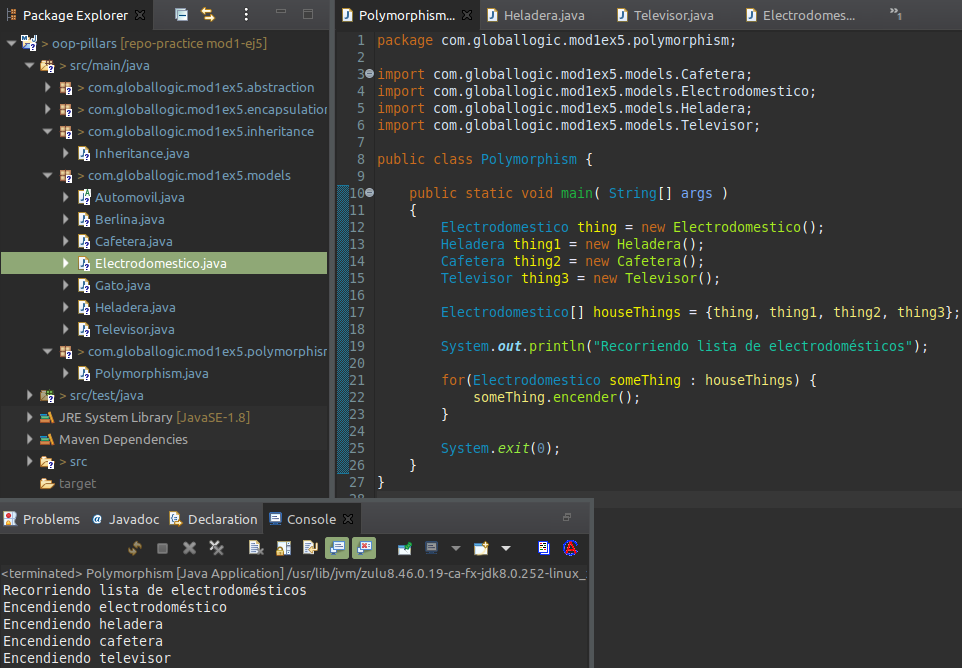 Package Explorer
> oop-pillars [repo-practice mod1-ej5]
> src/main/java
> com.globallogic.mod1ex5.abstraction
> com.globallogic.mod1ex5.encapsulation
> com.globallogic.mod1ex5.inheritance
Inheritance.java
> com.globallogic.mod1ex5.models
Automovil.java
Berlina.java
Cafetera.java
Electrodomestico.java
Gato.java
Heladera.java
Televisor.java
> com.globallogic.mod1ex5.polymorphism
Polymorphism.java
> src/test/java
JRE System Library [JavaSE-1.8]
Maven Dependencies
> src
target
Polymorphism... Heladera.java Televisor.java Electrodomes... »1
1 package com.globallogic.mod1ex5.polymorphism;
2
3 import com.globallogic.mod1ex5.models.Cafetera;
4 import com.globallogic.mod1ex5.models.Electrodomestico;
5 import com.globallogic.mod1ex5.models.Heladera;
6 import com.globallogic.mod1ex5.models.Televisor;
7
8 public class Polymorphism {
9
10 public static void main( String[] args )
11 {
12 Electrodomestico thing = new Electrodomestico();
13 Heladera thing1 = new Heladera();
14 Cafetera thing2 = new Cafetera();
15 Televisor thing3 = new Televisor();
16
17 Electrodomestico[] houseThings = {thing, thing1, thing2, thing3};
18
19 System.out.println("Recorriendo lista de electrodomésticos");
20
21 for(Electrodomestico someThing : houseThings) {
22 someThing.encender();
23 }
24
25 System.exit(0);
26 }
27 }
28
Problems @ Javadoc Declaration Console
<terminated> Polymorphism [Java Application] /usr/lib/jvm/zulu8.46.0.19-ca-fx-jdk8.0.252-linux_
Recorriendo lista de electrodomésticos
Encendiendo electrodoméstico
Encendiendo heladera
Encendiendo cafetera
Encendiendo televisor